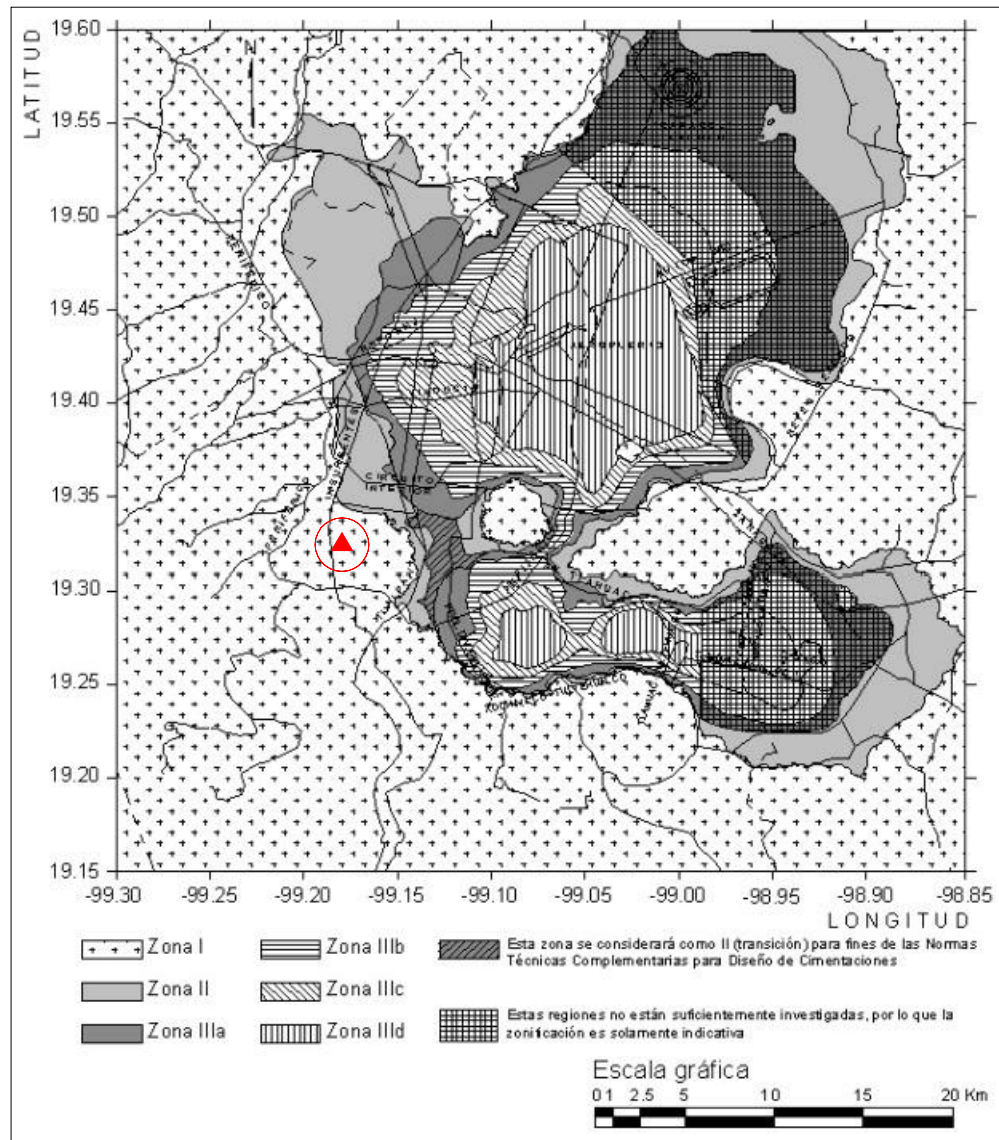 LATITUD
19.60
19.55
19.50
19.45
19.40
19.35
19.30
19.25
19.20
19.15
N
PERIFERICO
AEROPUERTO
CIRCUITO
INTERIOR
INSURGENTES
PERIFERICO
TLAHUAC
-99.30 -99.25 -99.20 -99.15 -99.10 -99.05 -99.00 -98.95 -98.90 -98.85
LONGITUD
Zona I
Zona II
Zona IIIa
Zona IIIb
Zona IIIc
Zona IIId
Esta zona se considerará como II (transición) para fines de las Normas
Técnicas Complementarias para Diseño de Cimentaciones
Estas regiones no están suficientemente investigadas, por lo que la
zonificación es solamente indicativa
Escala gráfica
0 1 2.5 5 10 15 20 Km